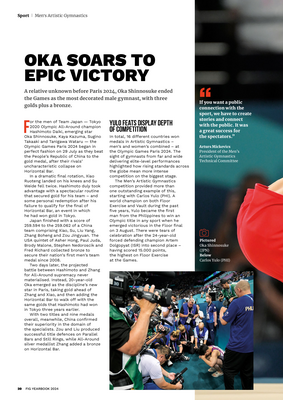 Sport | Men's Artistic Gymnastics
OKA SOARS TO
EPIC VICTORY
A relative unknown before Paris 2024, Oka Shinnosuke ended
the Games as the most decorated male gymnast, with three
golds plus a bronze.
For the men of Team Japan — Tokyo
2020 Olympic All-Around champion
Hashimoto Daiki, emerging star
Oka Shinnosuke, Kaya Kazuma, Sugino
Takaaki and Tanigawa Wataru — the
Olympic Games Paris 2024 began in
perfect fashion on 29 July as they beat
the People's Republic of China to the
gold medal, after their rivals'
uncharacteristic collapse on
Horizontal Bar.
In a dramatic final rotation, Xiao
Ruoteng landed on his knees and Su
Weide fell twice. Hashimoto Daiki took
advantage with a spectacular routine
that secured gold for his team – and
some personal redemption after his
failure to qualify for the final of
Horizontal Bar, an event in which
he had won gold in Tokyo.
Japan finished with a score of
259.594 to the 259.062 of a China
team comprising Xiao, Su, Liu Yang,
Zhang Boheng and Zou Jingyuan. The
USA quintet of Asher Hong, Paul Juda,
Brody Malone, Stephen Nedoroscik and
Fred Richard collected bronze to
secure their nation's first men's team
medal since 2008.
Two days later, the projected
battle between Hashimoto and Zhang
for All-Around supremacy never
materialised. Instead, 20-year-old
Oka emerged as the discipline's new
star in Paris, taking gold ahead of
Zhang and Xiao, and then adding the
Horizontal Bar to walk off with the
same golds that Hashimoto had won
in Tokyo three years earlier.
With two titles and nine medals
overall, meanwhile, China confirmed
their superiority in the domain of
the specialists. Zou and Liu produced
successful title defences on Parallel
Bars and Still Rings, while All-Around
silver medallist Zhang added a bronze
on Horizontal Bar.
YULO FEATS DISPLAY DEPTH
OF COMPETITION
In total, 16 different countries won
medals in Artistic Gymnastics –
men's and women's combined – at
the Olympic Games Paris 2024. The
sight of gymnasts from far and wide
delivering elite-level performances
highlighted how rising standards across
the globe mean more intense
competition on the biggest stage.
The Men's Artistic Gymnastics
competition provided more than
one outstanding example of this,
starting with Carlos Yulo (PHI). A
world champion on both Floor
Exercise and Vault during the past
five years, Yulo became the first
man from the Philippines to win an
Olympic title in any sport when he
emerged victorious in the Floor final
on 3 August. There were tears of
celebration after the 24-year-old
forced defending champion Artem
Dolgopyat (ISR) into second place –
having scored 15.000 points,
the highest on Floor Exercise
at the Games.
“
If you want a public
connection with the
sport, we have to create
stories and connect
with the public. It was
a great success for
the spectators.”
Arturs Mickevics
President of the Men's
Artistic Gymnastics
Technical Committee
Pictured
Oka Shinnosuke
(JPN)
Below
Carlos Yulo (PHI)
30 FIG YEARBOOK 2024